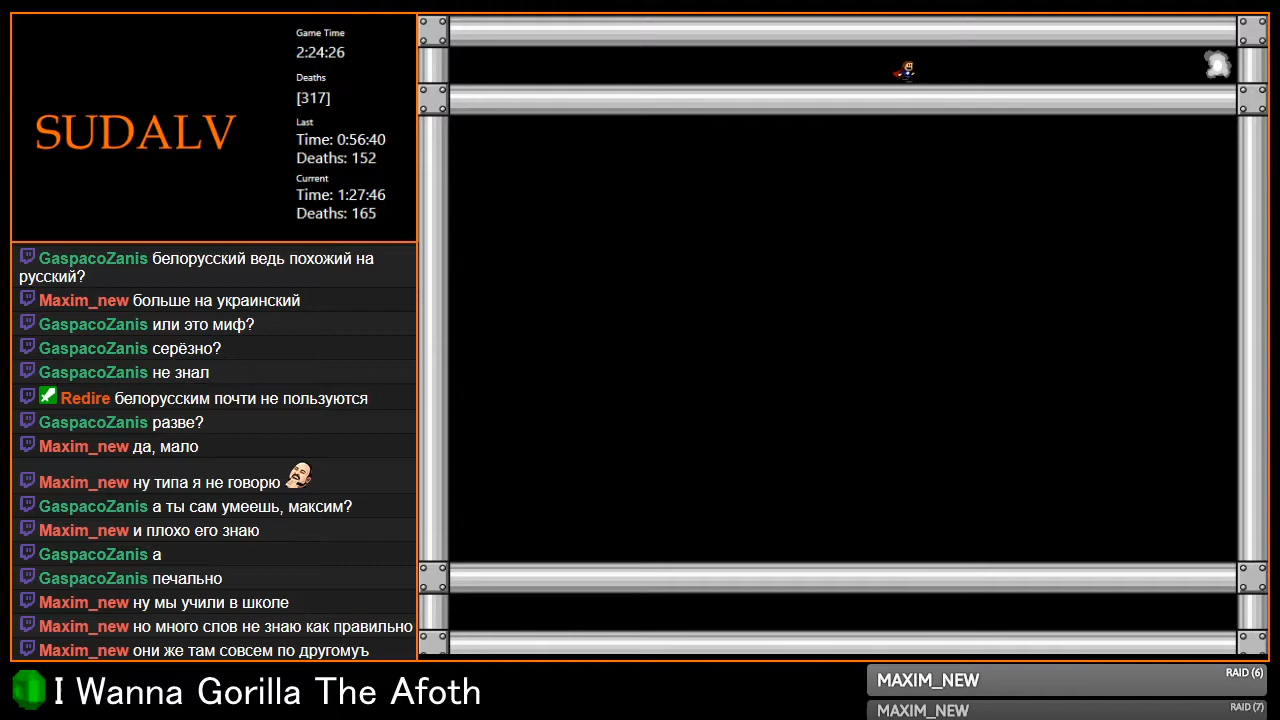 Game Time
2:24:26
Deaths
[317]
SUDALV
Last
Time: 0:56:40
Deaths: 152
Current
Time: 1:27:46
Deaths: 165
GaspacoZanis белорусский ведь похожий на
русский?
Maxim_new больше на украинский
GaspacoZanis или это миф?
GaspacoZanis серёзно?
GaspacoZanis не знал
Redire белорусским почти не пользуются
GaspacoZanis разве?
Maxim_new да, мало
Maxim_new ну типа я не говорю
GaspacoZanis а ты сам умеешь, максим?
Maxim_new и плохо его знаю
GaspacoZanis а
GaspacoZanis печально
Maxim_new ну мы учили в школе
Maxim_new но много слов не знаю как правильно
Maxim_new они же там совсем по другомуъ
I Wanna Gorilla The Afoth
MAXIM_NEW RAID (6)
MAXIM_NEW RAID (7)